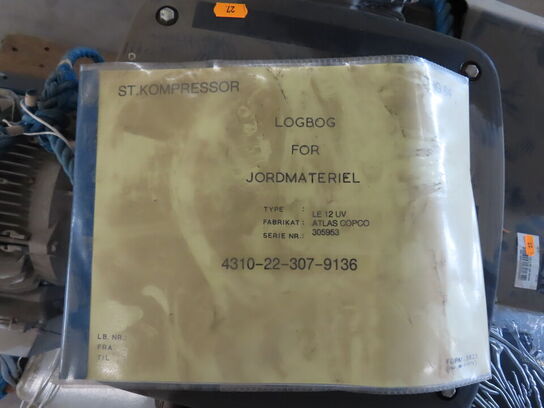 27
ST.KOMPRESSOR
LOGBOG
FOR
JORDMATERIEL
TYPE : LE 12 UV
FABRIKAT: ATLAS COPCO
SERIE NR.: 305953
4310-22-307-9136
LB. NR.:
FRA
TIL